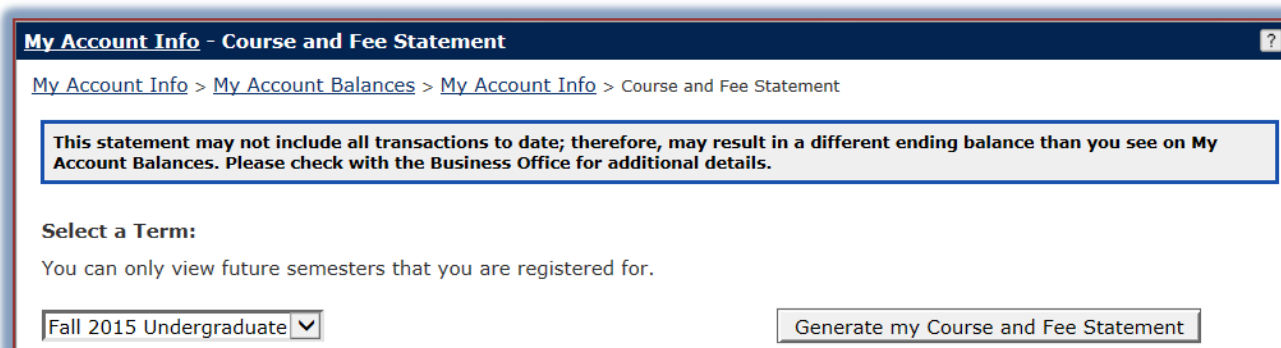 My Account Info - Course and Fee Statement
?
My Account Info > My Account Balances > My Account Info > Course and Fee Statement
This statement may not include all transactions to date; therefore, may result in a different ending balance than you see on My
Account Balances. Please check with the Business Office for additional details.
Select a Term:
You can only view future semesters that you are registered for.
Fall 2015 Undergraduate
Generate my Course and Fee Statement